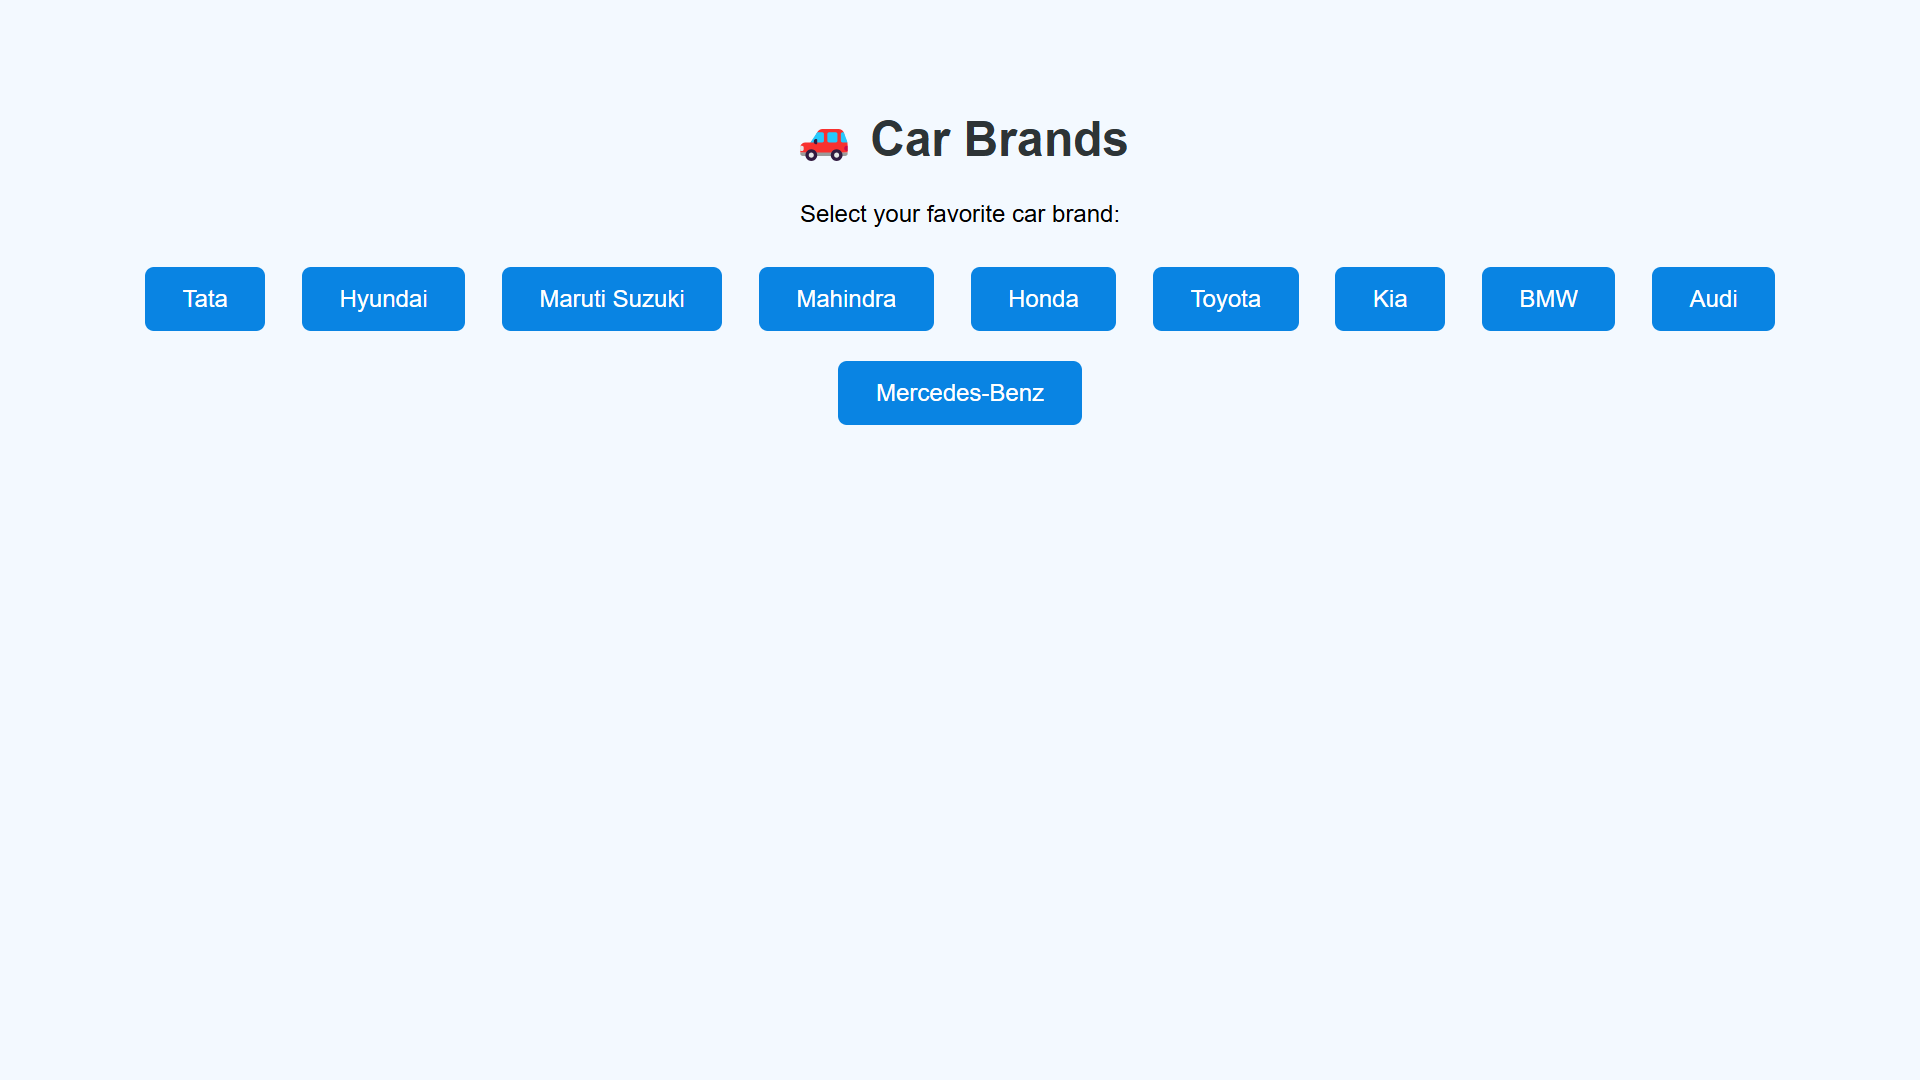 🚗 Car Brands
Select your favorite car brand:
Tata Hyundai Maruti Suzuki Mahindra Honda Toyota Kia BMW Audi
Mercedes-Benz